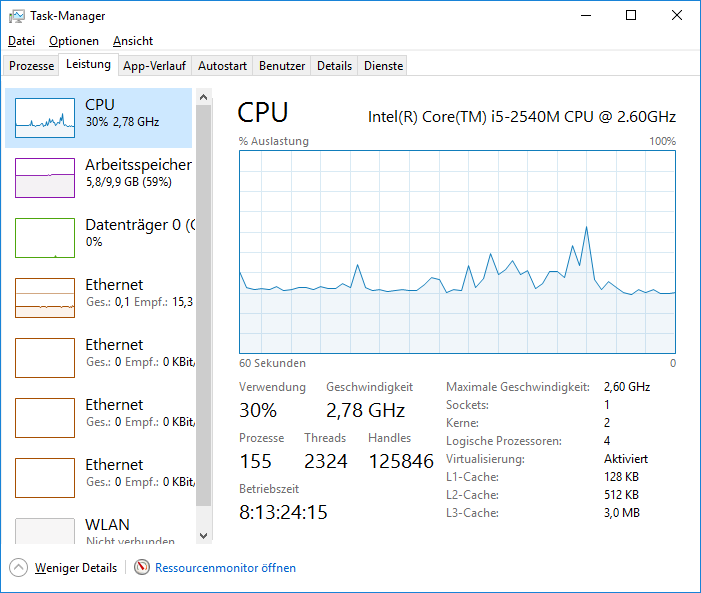 Task-Manager
Datei Optionen Ansicht
Prozesse Leistung App-Verlauf Autostart Benutzer Details Dienste
CPU
30% 2,78 GHz
Arbeitsspeicher
5,8/9,9 GB (59%)
Datenträger 0 (C
0%
Ethernet
Ges.: 0,1 Empf.: 15,3
Ethernet
Ges.: 0 Empf.: 0 KBit/
Ethernet
Ges.: 0 Empf.: 0 KBit/
Ethernet
Ges.: 0 Empf.: 0 KBit/
WLAN
Nicht verbunden
CPU Intel(R) Core(TM) i5-2540M CPU @ 2.60GHz
% Auslastung 100%
60 Sekunden 0
Verwendung Geschwindigkeit
30% 2,78 GHz
Prozesse Threads Handles
155 2324 125846
Betriebszeit
8:13:24:15
Maximale Geschwindigkeit: 2,60 GHz
Sockets: 1
Kerne: 2
Logische Prozessoren: 4
Virtualisierung: Aktiviert
L1-Cache: 128 KB
L2-Cache: 512 KB
L3-Cache: 3,0 MB
Weniger Details Ressourcenmonitor öffnen